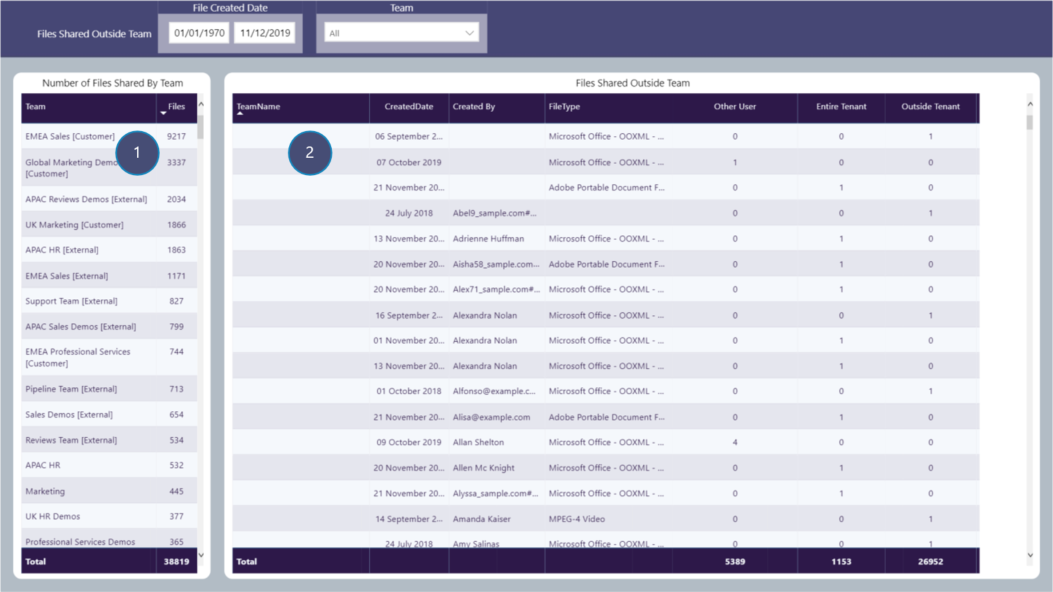 File Created Date
Team
Files Shared Outside Team
01/01/1970
11/12/2019
All
Number of Files Shared By Team
Team Files
EMEA Sales [Customer] 9217
Global Marketing Demo 3337
[Customer]
APAC Reviews Demos [External] 2034
UK Marketing [Customer] 1866
APAC HR [External] 1863
EMEA Sales [External] 1171
Support Team [External] 827
APAC Sales Demos [External] 799
EMEA Professional Services 744
[Customer]
Pipeline Team [External] 713
Sales Demos [External] 654
Reviews Team [External] 534
APAC HR 532
Marketing 445
UK HR Demos 377
Professional Services Demos 365
Total 38819
1
Files Shared Outside Team
TeamName CreatedDate Created By FileType Other User Entire Tenant Outside Tenant
06 September 2... Microsoft Office - OOXML - ... 0 0 1
07 October 2019 Microsoft Office - OOXML - ... 1 0 0
21 November 20... Adobe Portable Document F... 0 1 0
24 July 2018 Abel9_sample.com#... 0 0 1
13 November 20... Adrienne Huffman Microsoft Office - OOXML - ... 0 1 0
20 November 20... Aisha58_sample.com... Adobe Portable Document F... 0 1 0
20 November 20... Alex71_sample.com#... Microsoft Office - OOXML - ... 0 1 0
16 September 2... Alexandra Nolan Microsoft Office - OOXML - ... 0 0 1
01 November 20... Alexandra Nolan Microsoft Office - OOXML - ... 0 1 0
13 November 20... Alexandra Nolan Microsoft Office - OOXML - ... 0 1 0
01 October 2018 Alfonso@example.c... Microsoft Office - OOXML - ... 0 0 1
21 November 20... Alisa@example.com Adobe Portable Document F... 0 1 0
09 October 2019 Allan Shelton Microsoft Office - OOXML - ... 4 0 0
20 November 20... Allen Mc Knight Microsoft Office - OOXML - ... 0 1 0
21 November 20... Alyssa_sample.com#... Microsoft Office - OOXML - ... 0 1 0
14 September 2... Amanda Kaiser MPEG-4 Video 0 0 1
24 July 2018 Amy Salinas Microsoft Office - OOXML - ... 0 0 1
Total 5389 1153 26952
2